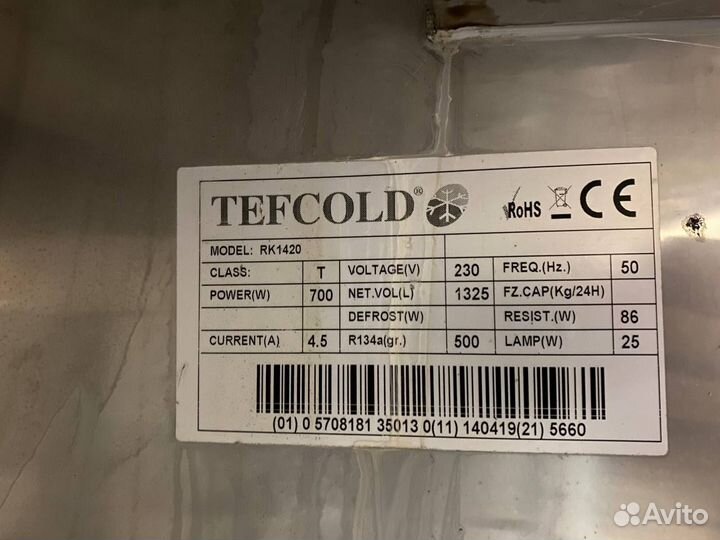 TEFCOLD®
RoHS CE
MODEL: RK1420
CLASS: T VOLTAGE(V) 230 FREQ.(Hz.) 50
POWER(W) 700 NET.VOL(L) 1325 FZ.CAP(Kg/24H)
DEFROST(W) RESIST.(W) 86
CURRENT(A) 4.5 R134a(gr.) 500 LAMP(W) 25
(01) 0 5708181 35013 0(11) 140419(21) 5660
Avito